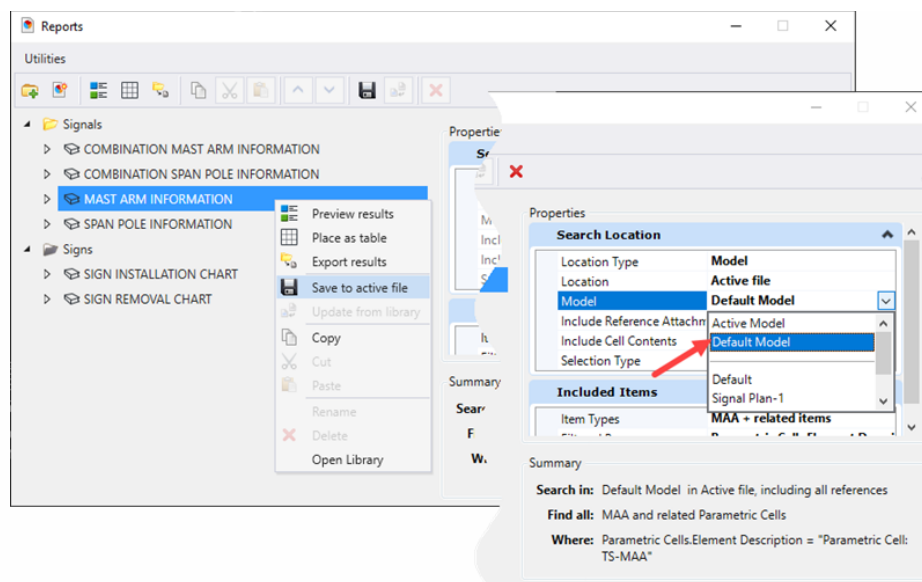 Reports
Utilities
Signals
COMBINATION MAST ARM INFORMATION
COMBINATION SPAN POLE INFORMATION
MAST ARM INFORMATION
SPAN POLE INFORMATION
Signs
SIGN INSTALLATION CHART
SIGN REMOVAL CHART
Preview results
Place as table
Export results
Save to active file
Update from library
Copy
Cut
Paste
Rename
Delete
Open Library
Propertie
Se
M
Incl
Incl
Summary
Sear
F
W
Properties
Search Location
Location Type Model
Location Active file
Model Default Model
Include Reference Attachm Active Model
Include Cell Contents Default Model
Selection Type
Default
Signal Plan-1
Included Items
Item Types MAA + related items
Summary
Search in: Default Model in Active file, including all references
Find all: MAA and related Parametric Cells
Where: Parametric Cells.Element Description = "Parametric Cell:
TS-MAA"